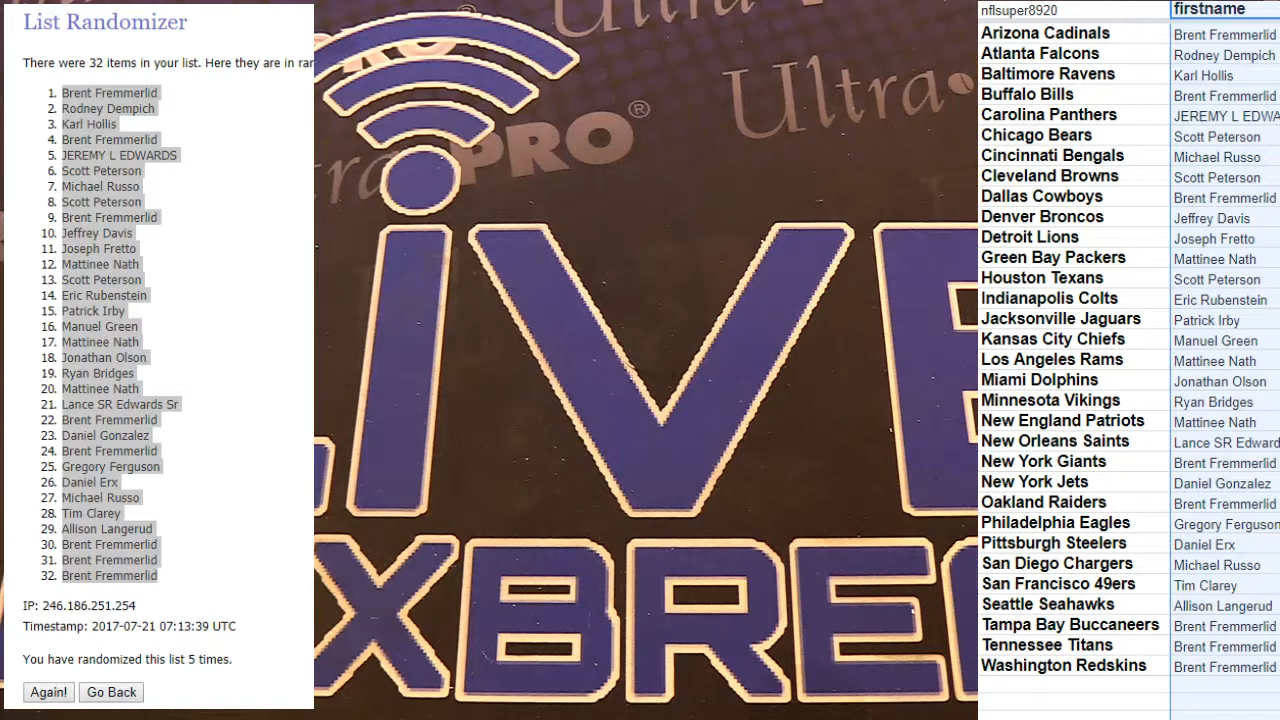 List Randomizer
There were 32 items in your list. Here they are in ran
1. Brent Fremmerlid
2. Rodney Dempich
3. Karl Hollis
4. Brent Fremmerlid
5. JEREMY L EDWARDS
6. Scott Peterson
7. Michael Russo
8. Scott Peterson
9. Brent Fremmerlid
10. Jeffrey Davis
11. Joseph Fretto
12. Mattinee Nath
13. Scott Peterson
14. Eric Rubenstein
15. Patrick Irby
16. Manuel Green
17. Mattinee Nath
18. Jonathan Olson
19. Ryan Bridges
20. Mattinee Nath
21. Lance SR Edwards Sr
22. Brent Fremmerlid
23. Daniel Gonzalez
24. Brent Fremmerlid
25. Gregory Ferguson
26. Daniel Erx
27. Michael Russo
28. Tim Clarey
29. Allison Langerud
30. Brent Fremmerlid
31. Brent Fremmerlid
32. Brent Fremmerlid
IP: 246.186.251.254
Timestamp: 2017-07-21 07:13:39 UTC
You have randomized this list 5 times.
Again! Go Back
Ultra
PRO®
Ultra
PRO®
iVE
XBRE
nflsuper8920 firstname
Arizona Cadinals Brent Fremmerlid
Atlanta Falcons Rodney Dempich
Baltimore Ravens Karl Hollis
Buffalo Bills Brent Fremmerlid
Carolina Panthers JEREMY L EDWA
Chicago Bears Scott Peterson
Cincinnati Bengals Michael Russo
Cleveland Browns Scott Peterson
Dallas Cowboys Brent Fremmerlid
Denver Broncos Jeffrey Davis
Detroit Lions Joseph Fretto
Green Bay Packers Mattinee Nath
Houston Texans Scott Peterson
Indianapolis Colts Eric Rubenstein
Jacksonville Jaguars Patrick Irby
Kansas City Chiefs Manuel Green
Los Angeles Rams Mattinee Nath
Miami Dolphins Jonathan Olson
Minnesota Vikings Ryan Bridges
New England Patriots Mattinee Nath
New Orleans Saints Lance SR Edward
New York Giants Brent Fremmerlid
New York Jets Daniel Gonzalez
Oakland Raiders Brent Fremmerlid
Philadelphia Eagles Gregory Ferguson
Pittsburgh Steelers Daniel Erx
San Diego Chargers Michael Russo
San Francisco 49ers Tim Clarey
Seattle Seahawks Allison Langerud
Tampa Bay Buccaneers Brent Fremmerlid
Tennessee Titans Brent Fremmerlid
Washington Redskins Brent Fremmerlid